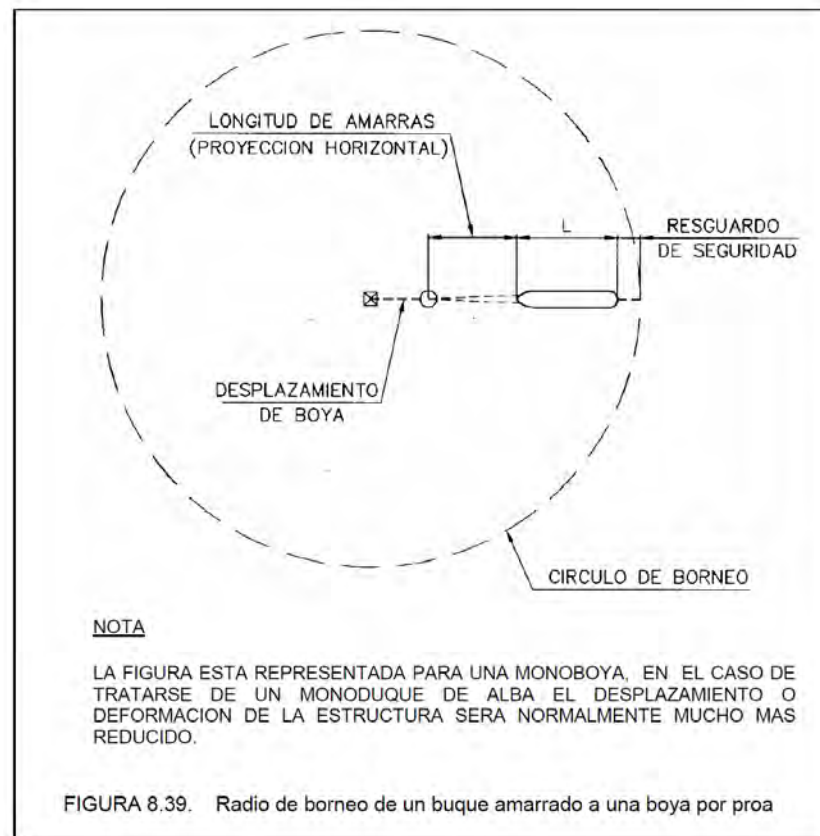 LONGITUD DE AMARRAS
(PROYECCION HORIZONTAL)
L
RESGUARDO
DE SEGURIDAD
DESPLAZAMIENTO
DE BOYA
CIRCULO DE BORNEO
NOTA
LA FIGURA ESTA REPRESENTADA PARA UNA MONOBOYA, EN EL CASO DE
TRATARSE DE UN MONODUQUE DE ALBA EL DESPLAZAMIENTO O
DEFORMACION DE LA ESTRUCTURA SERA NORMALMENTE MUCHO MAS
REDUCIDO.
FIGURA 8.39. Radio de borneo de un buque amarrado a una boya por proa